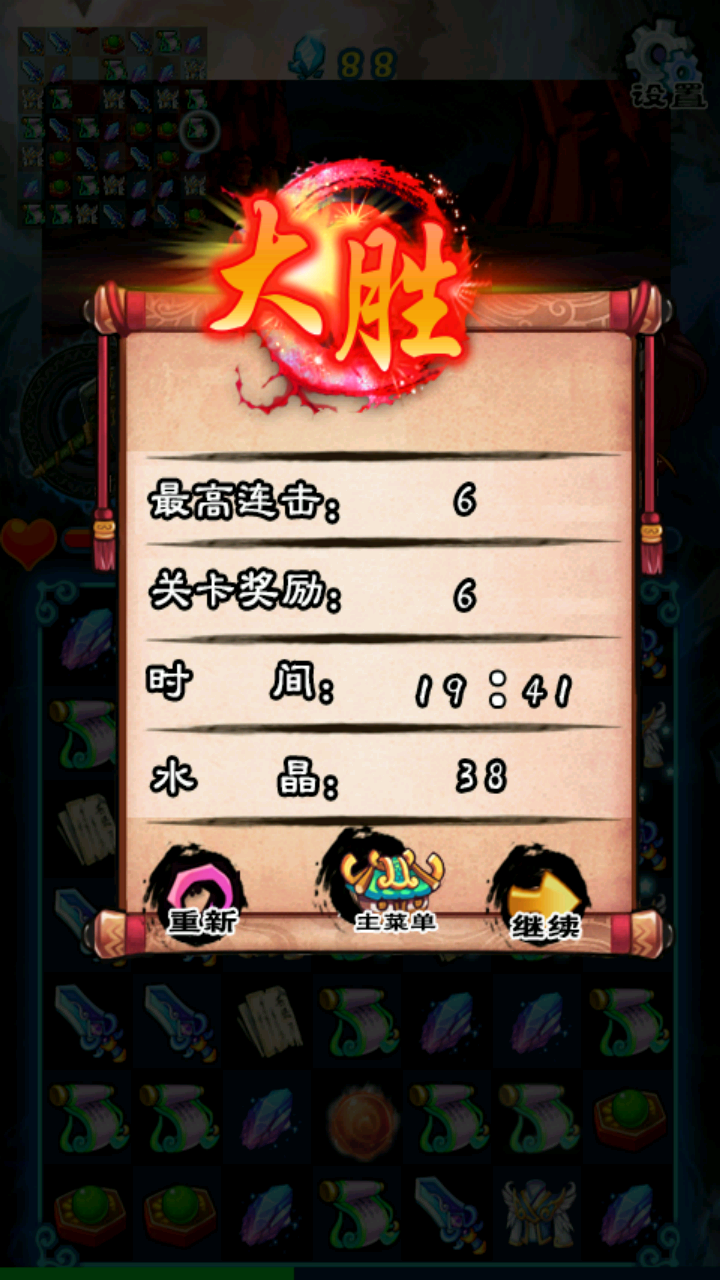 88
设置
大胜
最高连击： 6
关卡奖励： 6
时间： 19：41
水晶： 38
重新 主菜单 继续